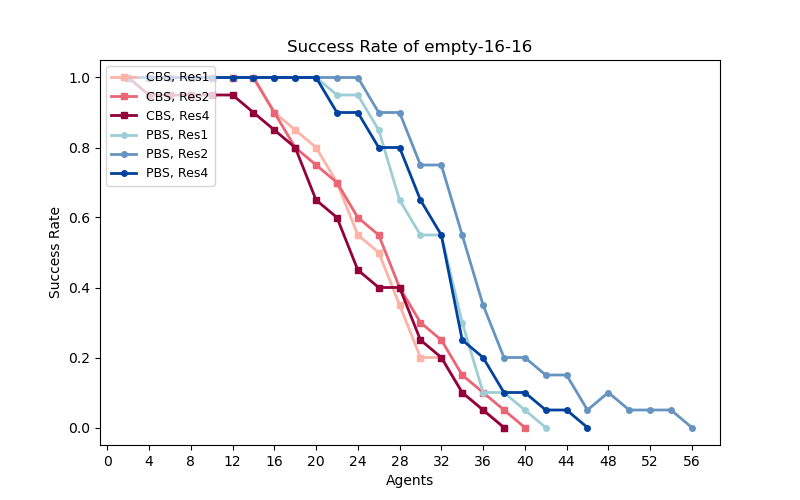 Success Rate of empty-16-16
CBS, Res1
CBS, Res2
CBS, Res4
PBS, Res1
PBS, Res2
PBS, Res4
Success Rate
1.0
0.8
0.6
0.4
0.2
0.0
0 4 8 12 16 20 24 28 32 36 40 44 48 52 56
Agents